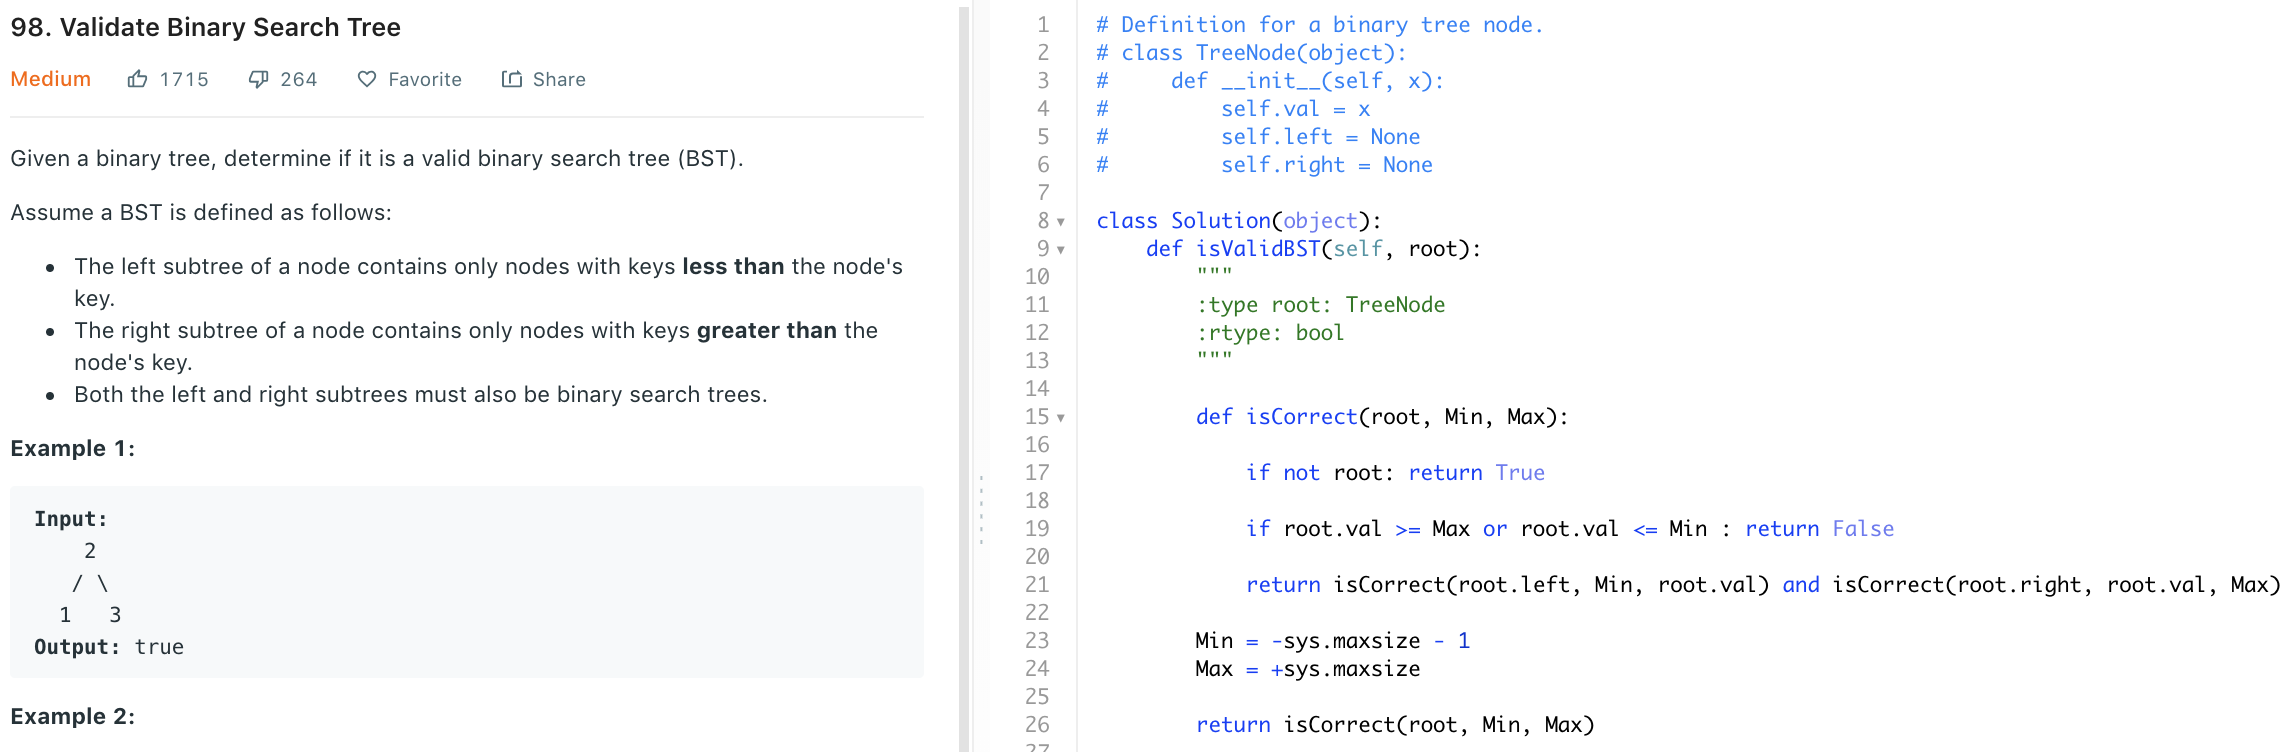 98. Validate Binary Search Tree
Medium 1715 264 Favorite Share
Given a binary tree, determine if it is a valid binary search tree (BST).
Assume a BST is defined as follows:
• The left subtree of a node contains only nodes with keys less than the node's
key.
• The right subtree of a node contains only nodes with keys greater than the
node's key.
• Both the left and right subtrees must also be binary search trees.
Example 1:
Input:
    2
   / \
  1   3
Output: true
Example 2:
1 # Definition for a binary tree node.
2 # class TreeNode(object):
3 #     def __init__(self, x):
4 #         self.val = x
5 #         self.left = None
6 #         self.right = None
7
8 class Solution(object):
9     def isValidBST(self, root):
10         """
11         :type root: TreeNode
12         :rtype: bool
13         """
14
15         def isCorrect(root, Min, Max):
16
17             if not root: return True
18
19             if root.val >= Max or root.val <= Min : return False
20
21             return isCorrect(root.left, Min, root.val) and isCorrect(root.right, root.val, Max)
22
23         Min = -sys.maxsize - 1
24         Max = +sys.maxsize
25
26         return isCorrect(root, Min, Max)
27